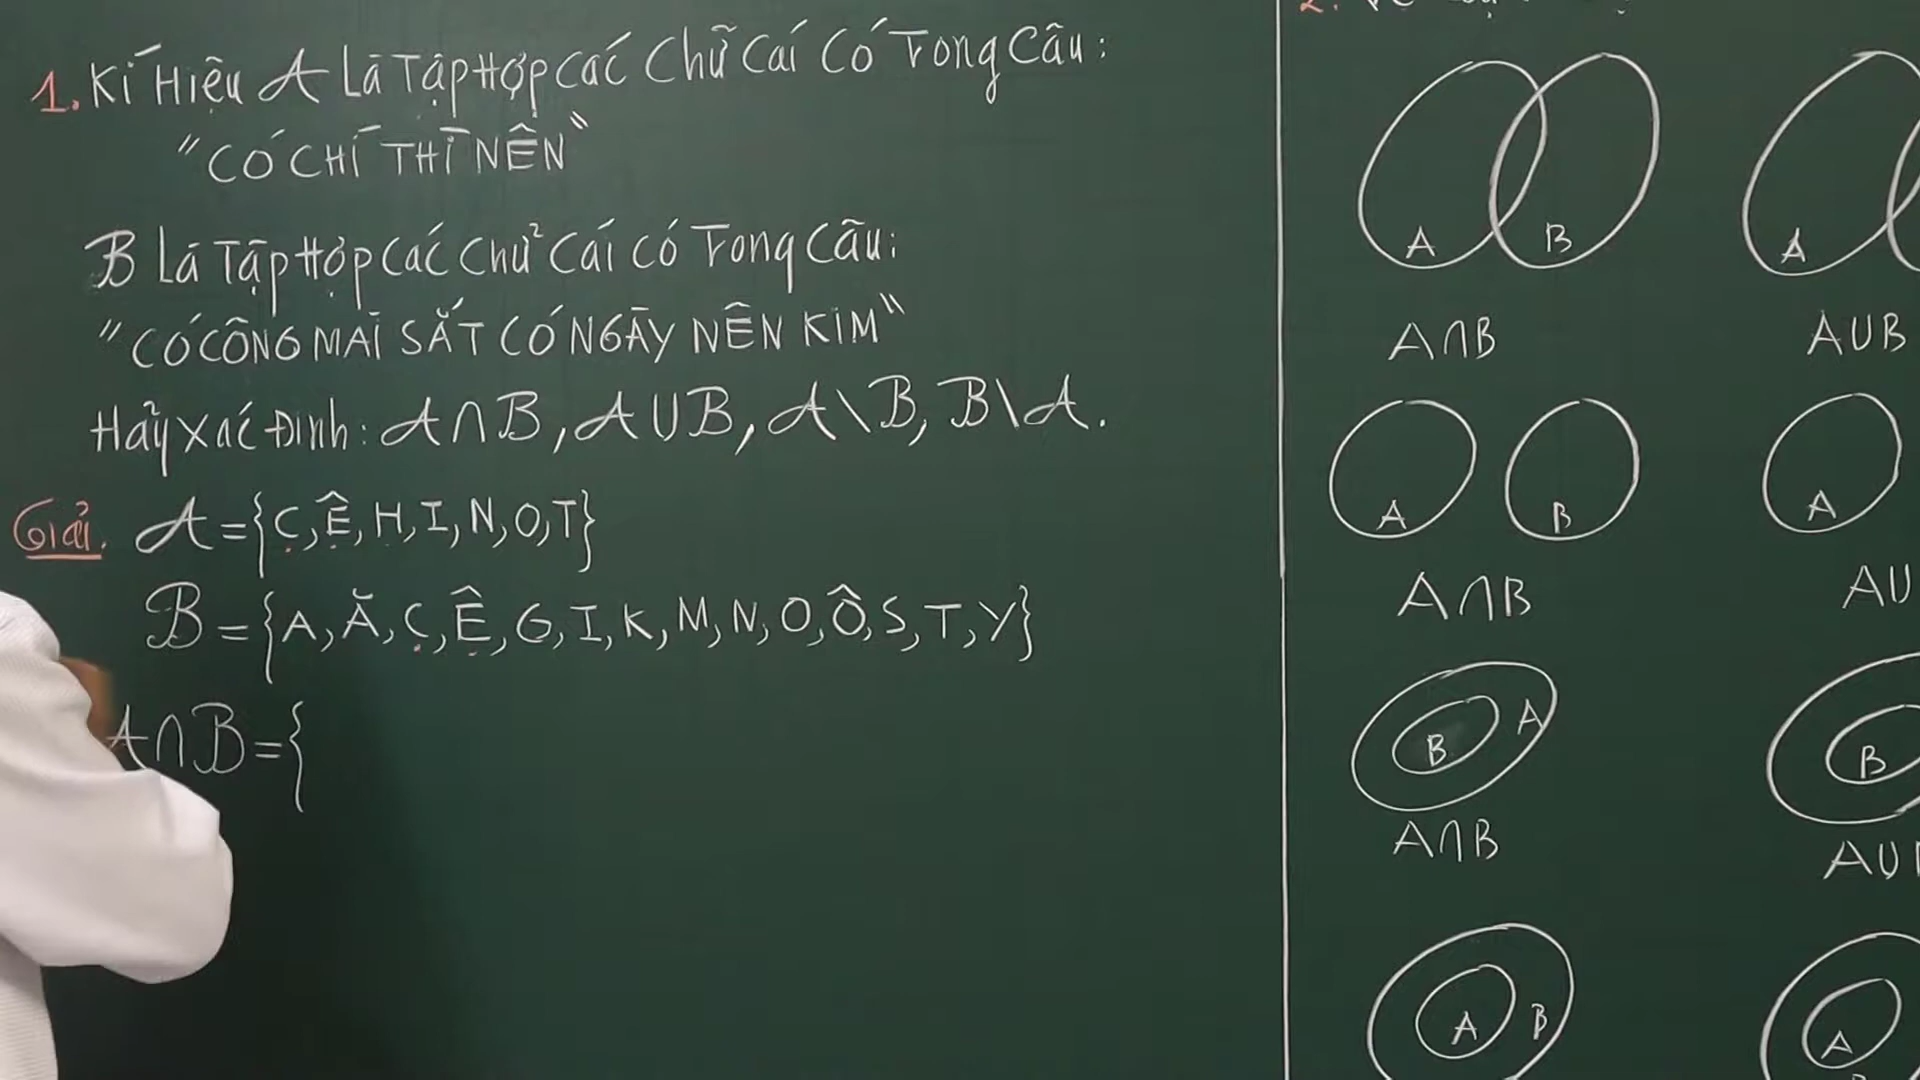 1. Kí Hiệu A Là Tập Hợp Các Chữ Cái Có Trong Câu:
"CÓ CHÍ THÌ NÊN"
B Là Tập Hợp Các Chữ Cái Có Trong Câu:
"CÓ CÔNG MÀI SẮT CÓ NGÀY NÊN KIM"
Hãy Xác Định: A∩B, A∪B, A\B, B\A.
Giải. A={C, Ê, H, I, N, O, T}
B={A, Ă, C, Ê, G, I, K, M, N, O, Ô, S, T, Y}
A∩B={
2.
A B
A∩B
A
A∪B
A B
A∩B
A
A∪
B A
A∩B
B
A∪
A B
A